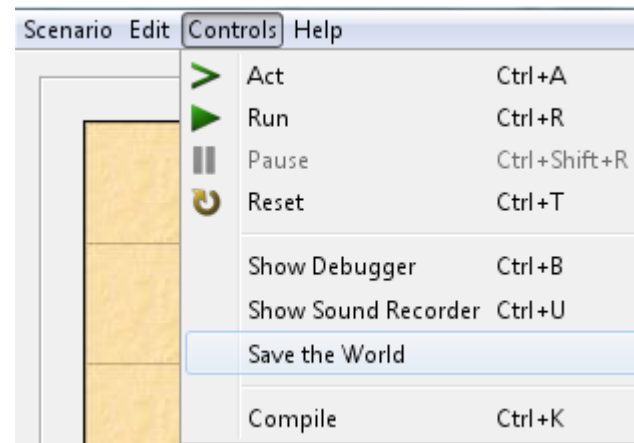 Scenario Edit Controls Help
Act Ctrl+A
Run Ctrl+R
Pause Ctrl+Shift+R
Reset Ctrl+T
Show Debugger Ctrl+B
Show Sound Recorder Ctrl+U
Save the World
Compile Ctrl+K